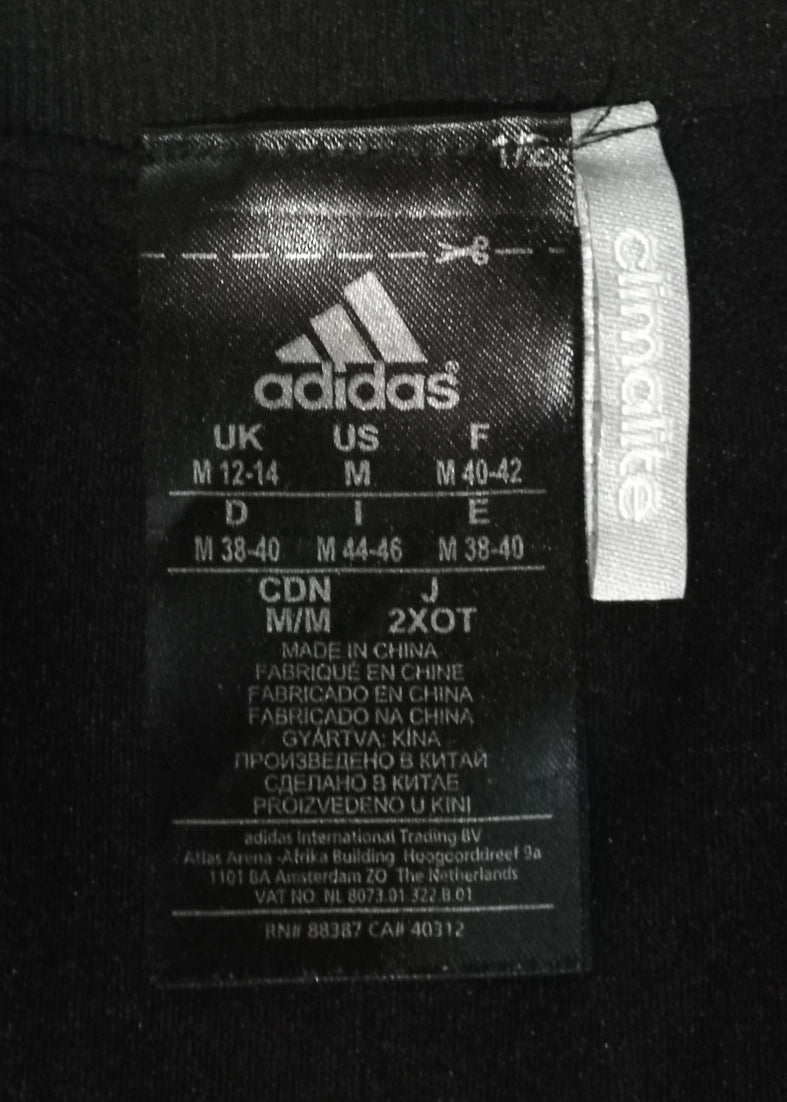 adidas®
UK US F
M 12-14 M M 40-42
D I E
M 38-40 M 44-46 M 38-40
CDN J
M/M 2XOT
MADE IN CHINA
FABRIQUÉ EN CHINE
FABRICADO EN CHINA
FABRICADO NA CHINA
GYÁRTVA: KÍNA
ПРОИЗВЕДЕНО В КИТАЙ
СДЕЛАНО В КИТАЕ
PROIZVEDENO U KINI
adidas International Trading BV
Atlas Arena -Afrika Building Hoogoorddreef 9a
1101 BA Amsterdam ZO The Netherlands
VAT NO. NL 8073.01.322.B.01
RN# 88387 CA# 40312
climalite